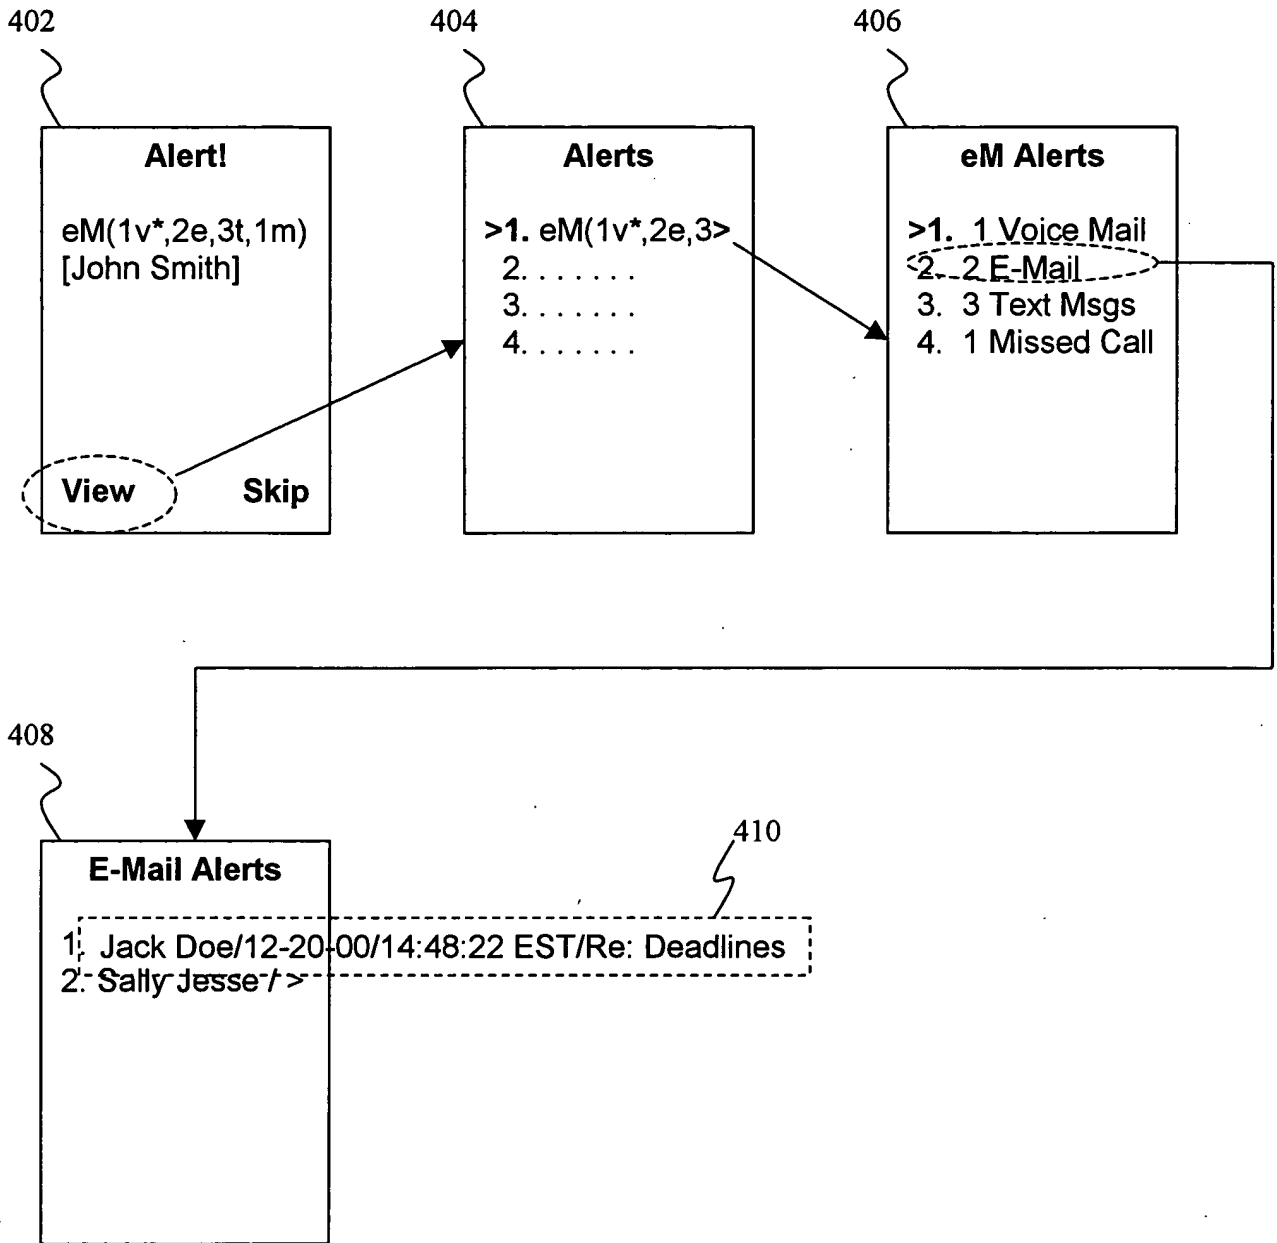 402
404
406
Alert!
eM(1v*,2e,3t,1m)
[John Smith]
View Skip
Alerts
>1. eM(1v*,2e,3>
2. . . . . . .
3. . . . . . .
4. . . . . . .
eM Alerts
>1. 1 Voice Mail
2. 2 E-Mail
3. 3 Text Msgs
4. 1 Missed Call
408
410
E-Mail Alerts
1. Jack Doe/12-20-00/14:48:22 EST/Re: Deadlines
2. Sally Jesse / >